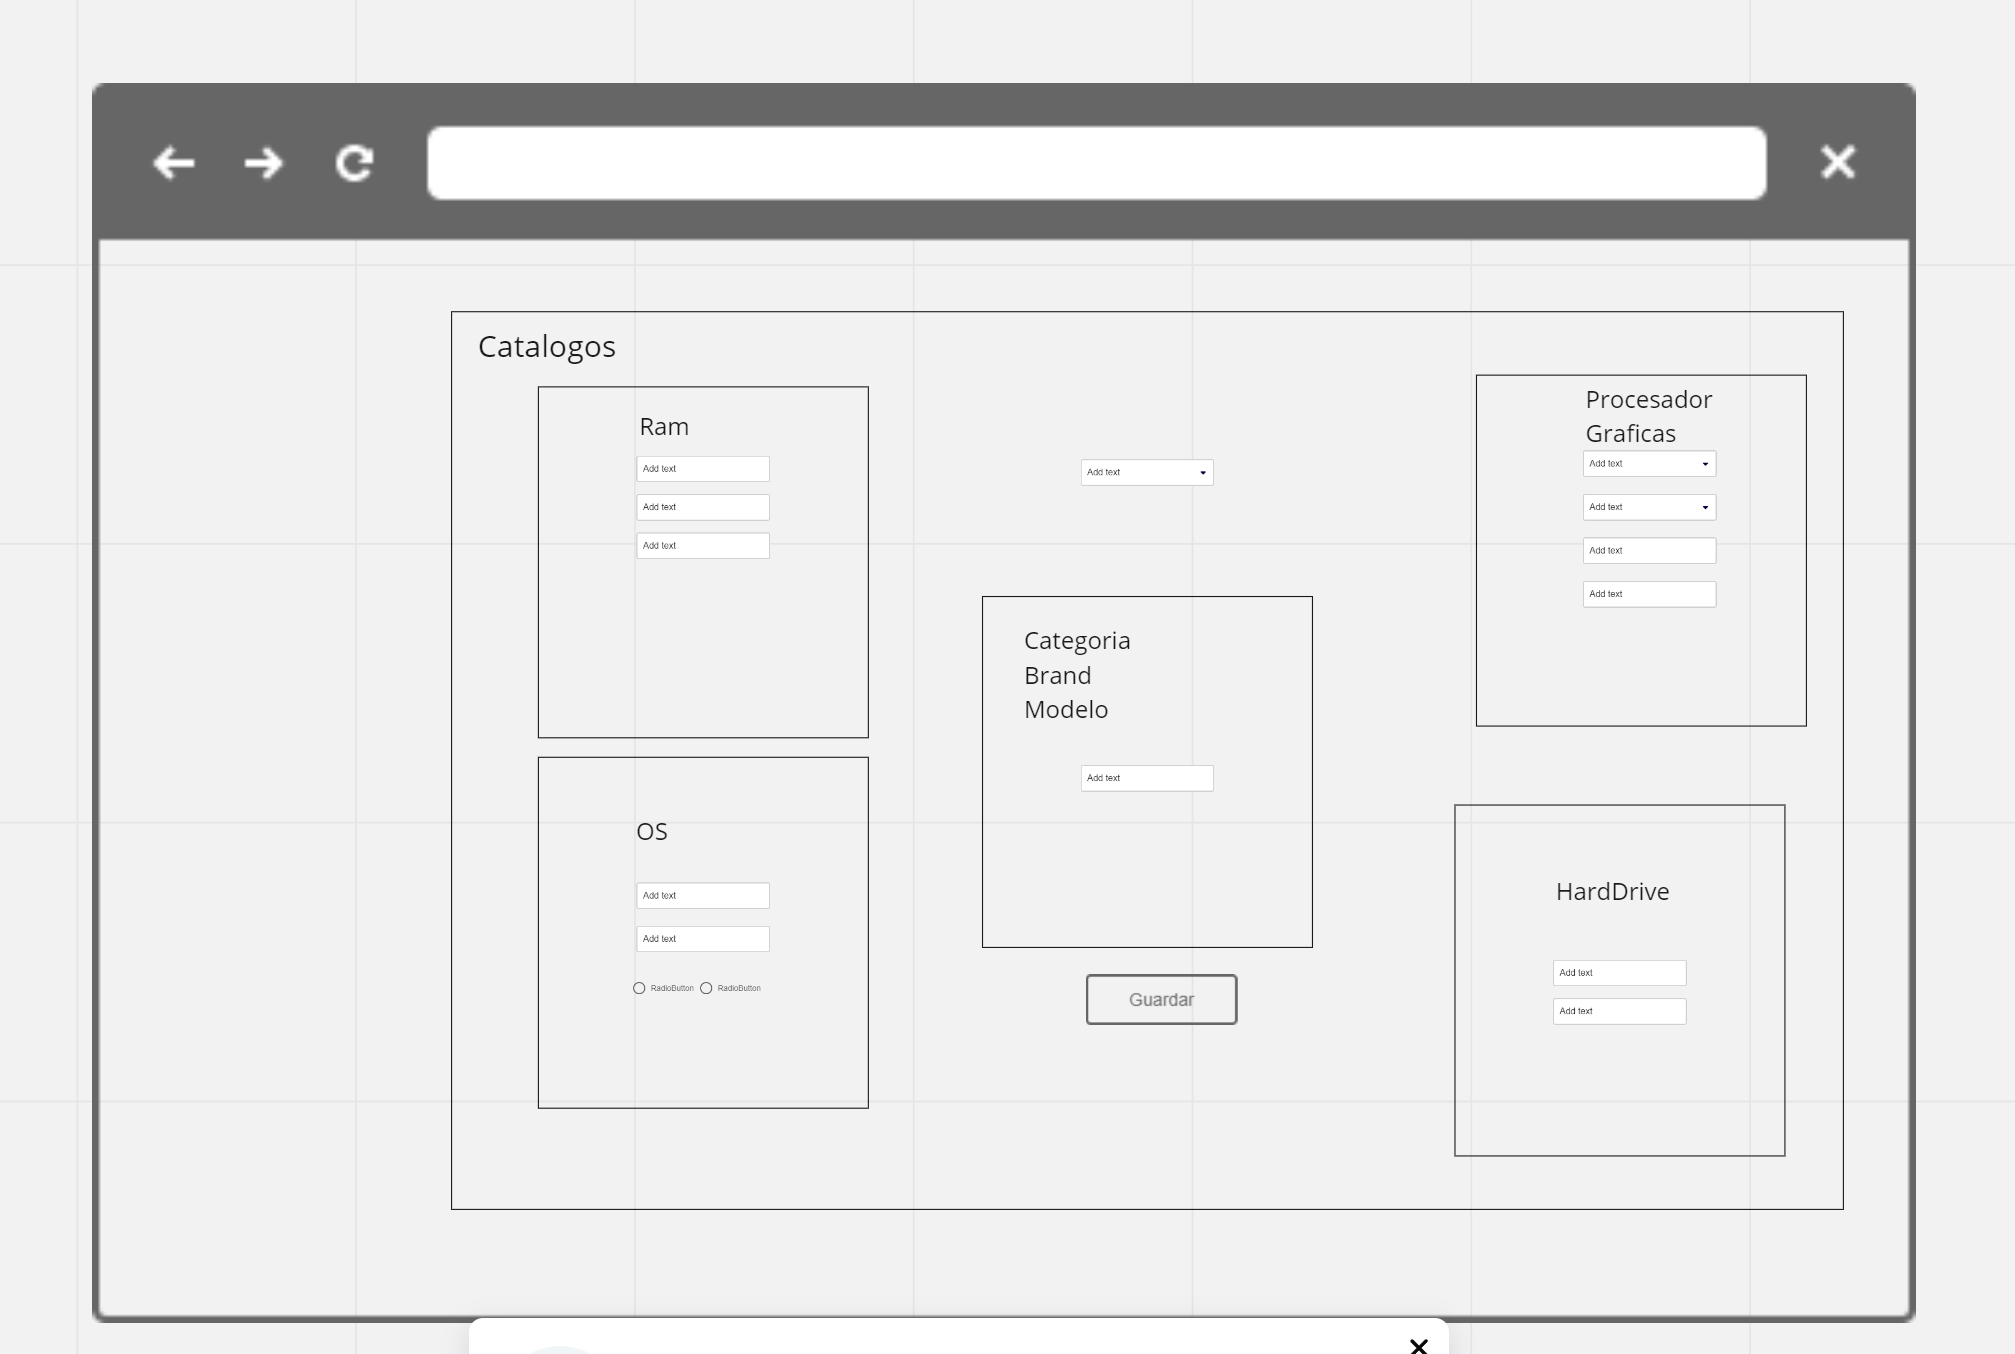 Catalogos
Ram
Add text
Add text
Add text
Add text
Procesador
Graficas
Add text
Add text
Add text
Add text
Categoria
Brand
Modelo
Add text
OS
Add text
Add text
RadioButton RadioButton
Guardar
HardDrive
Add text
Add text